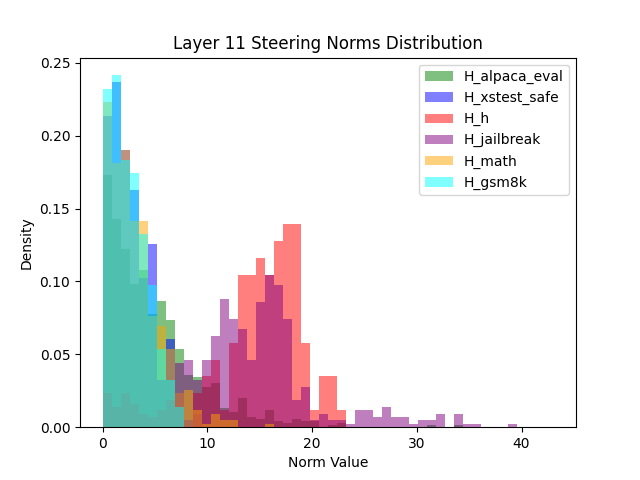 Layer 11 Steering Norms Distribution
0.25
0.20
0.15
0.10
0.05
0.00
Density
H_alpaca_eval
H_xstest_safe
H_h
H_jailbreak
H_math
H_gsm8k
0 10 20 30 40
Norm Value